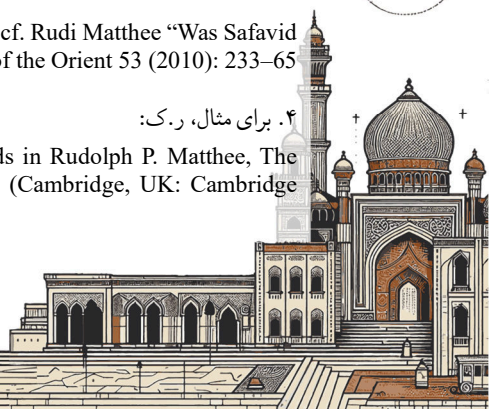 cf. Rudi Matthee “Was Safavid
of the Orient 53 (2010): 233–65
۴. برای مثال، ر.ک:
ds in Rudolph P. Matthee, The
(Cambridge, UK: Cambridge